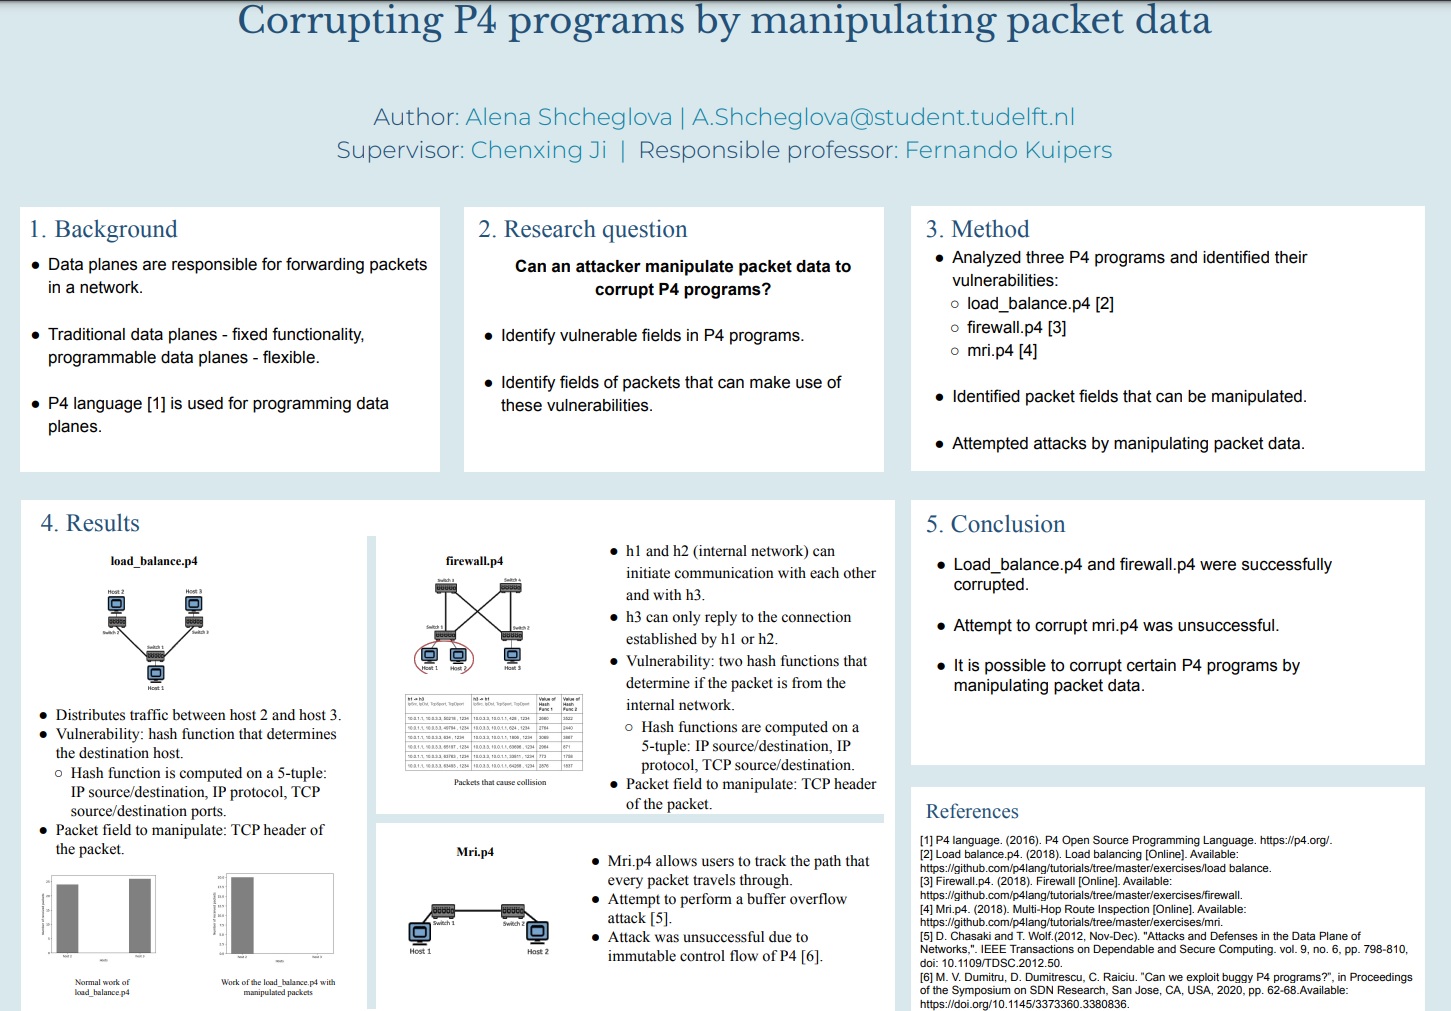 Corrupting P4 programs by manipulating packet data
Author: Alena Shcheglova | A.Shcheglova@student.tudelft.nl
Supervisor: Chenxing Ji | Responsible professor: Fernando Kuipers
1. Background
● Data planes are responsible for forwarding packets
in a network.
● Traditional data planes - fixed functionality,
programmable data planes - flexible.
● P4 language [1] is used for programming data
planes.
2. Research question
Can an attacker manipulate packet data to
corrupt P4 programs?
● Identify vulnerable fields in P4 programs.
● Identify fields of packets that can make use of
these vulnerabilities.
3. Method
● Analyzed three P4 programs and identified their
vulnerabilities:
○ load_balance.p4 [2]
○ firewall.p4 [3]
○ mri.p4 [4]
● Identified packet fields that can be manipulated.
● Attempted attacks by manipulating packet data.
4. Results
load_balance.p4
Host 2
Host 3
Switch 2
Switch 3
Switch 1
Host 1
● Distributes traffic between host 2 and host 3.
● Vulnerability: hash function that determines
the destination host.
○ Hash function is computed on a 5-tuple:
IP source/destination, IP protocol, TCP
source/destination ports.
● Packet field to manipulate: TCP header of
the packet.
Normal work of
load_balance.p4
Work of the load_balance.p4 with
manipulated packets
firewall.p4
Switch 3
Switch 4
Switch 1
Switch 2
Host 1
Host 2
Host 3
h1 → h3
h3 → h1
Value of
Hash
Func 1
Value of
Hash
Func 2
Packets that cause collision
● h1 and h2 (internal network) can
initiate communication with each other
and with h3.
● h3 can only reply to the connection
established by h1 or h2.
● Vulnerability: two hash functions that
determine if the packet is from the
internal network.
○ Hash functions are computed on a
5-tuple: IP source/destination, IP
protocol, TCP source/destination.
● Packet field to manipulate: TCP header
of the packet.
Mri.p4
Switch 1
Switch 2
Host 1
Host 2
● Mri.p4 allows users to track the path that
every packet travels through.
● Attempt to perform a buffer overflow
attack [5].
● Attack was unsuccessful due to
immutable control flow of P4 [6].
5. Conclusion
● Load_balance.p4 and firewall.p4 were successfully
corrupted.
● Attempt to corrupt mri.p4 was unsuccessful.
● It is possible to corrupt certain P4 programs by
manipulating packet data.
References
[1] P4 language. (2016). P4 Open Source Programming Language. https://p4.org/.
[2] Load balance.p4. (2018). Load balancing [Online]. Available:
https://github.com/p4lang/tutorials/tree/master/exercises/load balance.
[3] Firewall.p4. (2018). Firewall [Online]. Available:
https://github.com/p4lang/tutorials/tree/master/exercises/firewall.
[4] Mri.p4. (2018). Multi-Hop Route Inspection [Online]. Available:
https://github.com/p4lang/tutorials/tree/master/exercises/mri.
[5] D. Chasaki and T. Wolf.(2012, Nov-Dec). "Attacks and Defenses in the Data Plane of
Networks,". IEEE Transactions on Dependable and Secure Computing. vol. 9, no. 6, pp. 798-810,
doi: 10.1109/TDSC.2012.50.
[6] M. V. Dumitru, D. Dumitrescu, C. Raiciu. "Can we exploit buggy P4 programs?", in Proceedings
of the Symposium on SDN Research, San Jose, CA, USA, 2020, pp. 62-68.Available:
https://doi.org/10.1145/3373360.3380836.